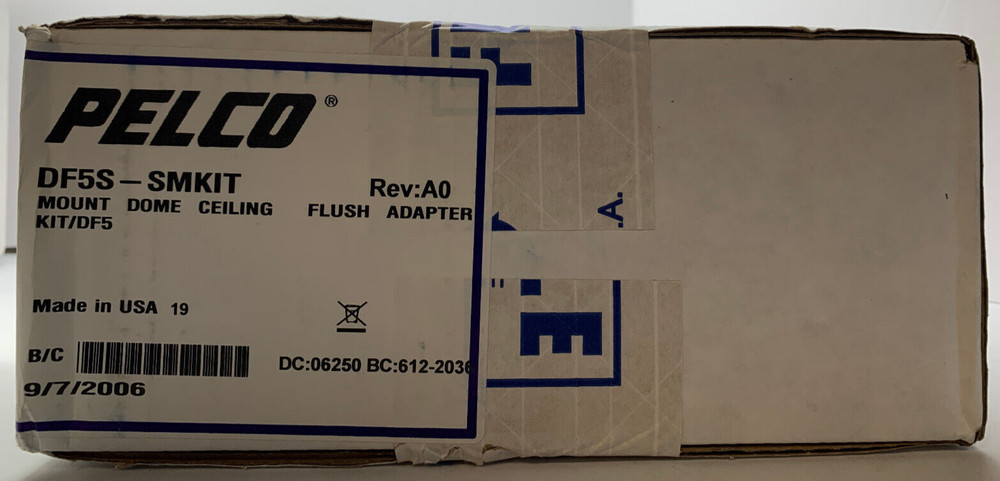 PELCO®
DF5S – SMKIT
Rev:A0
MOUNT DOME CEILING FLUSH ADAPTER
KIT/DF5
Made in USA 19
B/C
DC:06250 BC:612-2036
9/7/2006
.A.
E